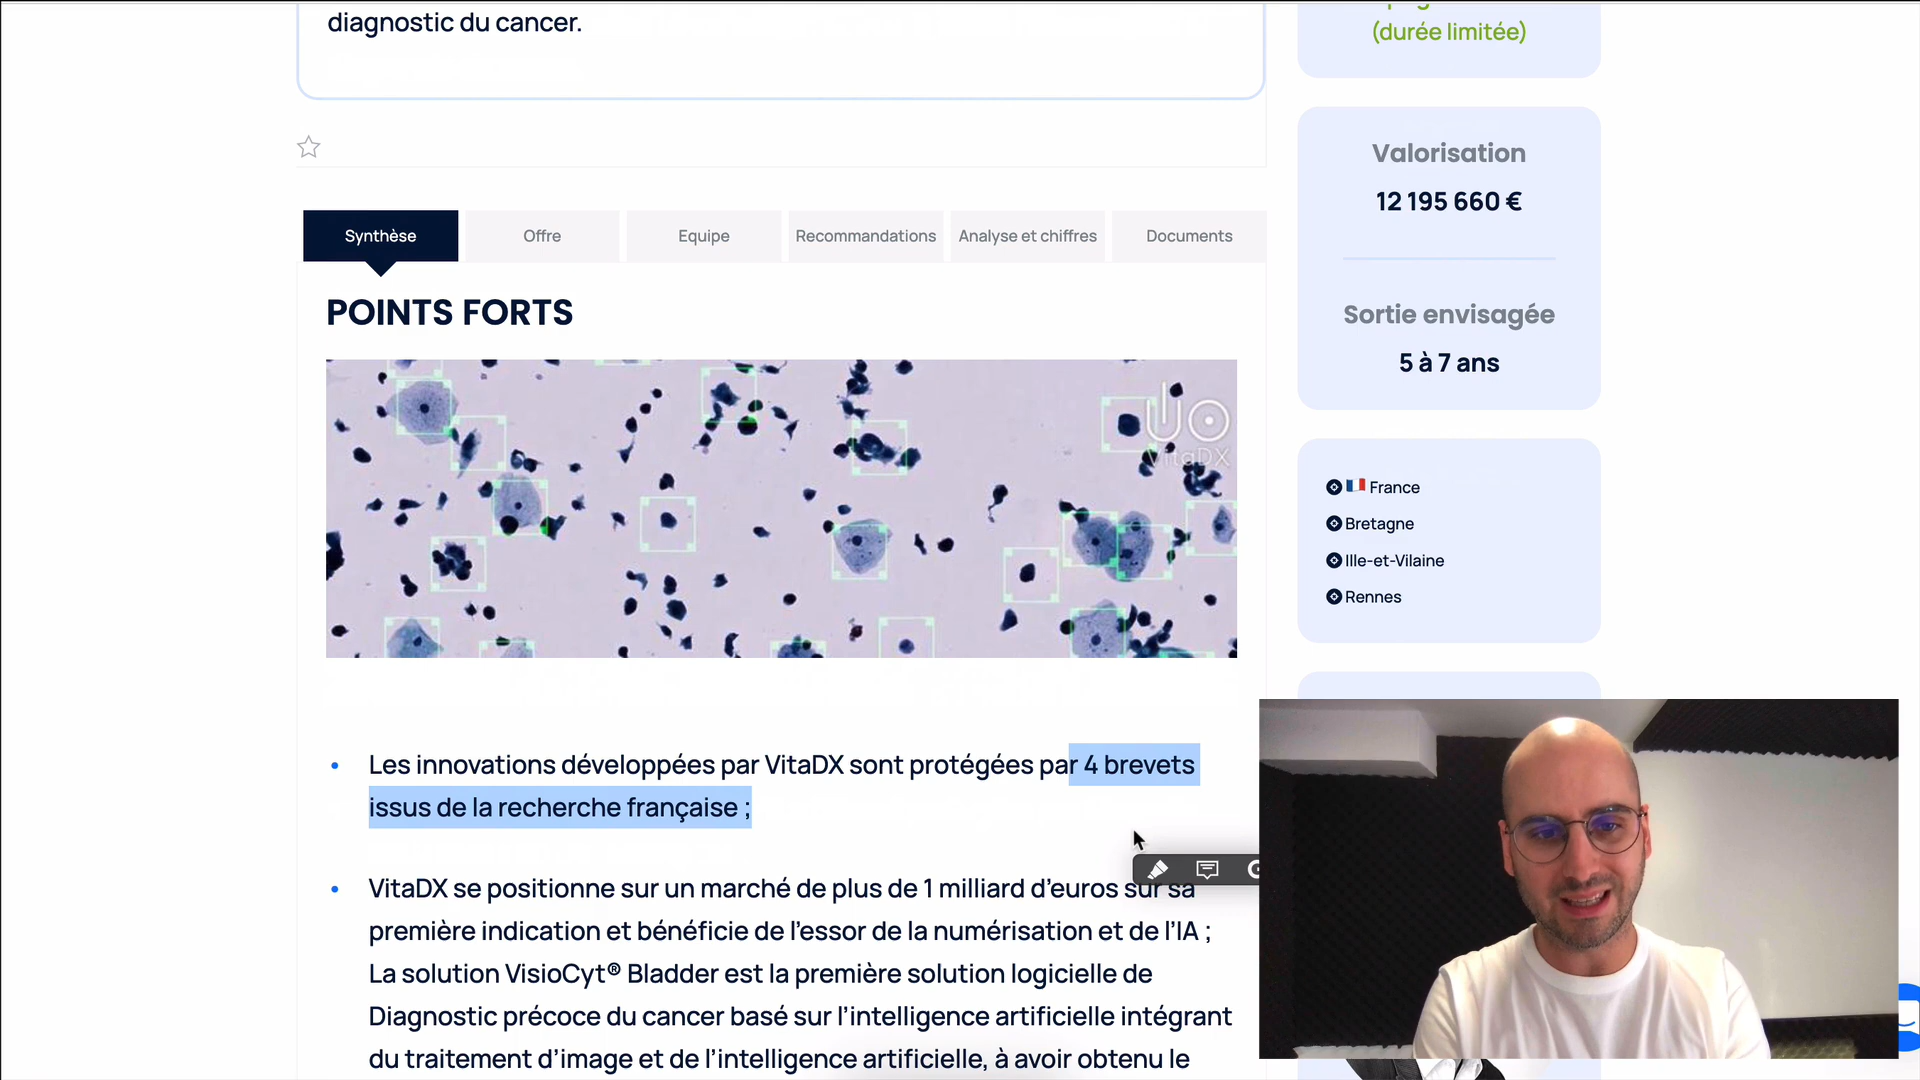 diagnostic du cancer.
(durée limitée)
Valorisation
12 195 660 €
Sortie envisagée
5 à 7 ans
Synthèse
Offre
Equipe
Recommandations
Analyse et chiffres
Documents
POINTS FORTS
VitaDX
France
Bretagne
Ille-et-Vilaine
Rennes
• Les innovations développées par VitaDX sont protégées par 4 brevets
issus de la recherche française ;
• VitaDX se positionne sur un marché de plus de 1 milliard d’euros sur sa
première indication et bénéficie de l’essor de la numérisation et de l’IA ;
La solution VisioCyt® Bladder est la première solution logicielle de
Diagnostic précoce du cancer basé sur l’intelligence artificielle intégrant
du traitement d’image et de l’intelligence artificielle, à avoir obtenu le